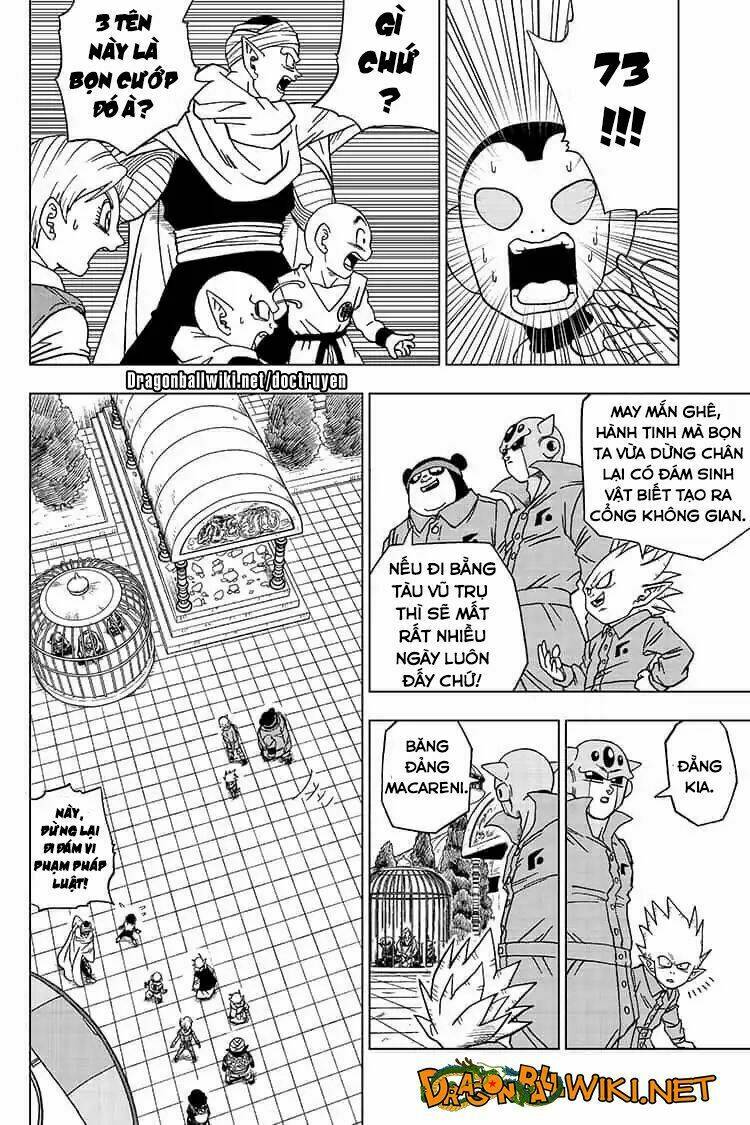 3 TÊN
NÀY LÀ
BỌN CƯỚP
ĐÓ À?
GÌ
CHỨ
?
73
!!!
Dragonballwiki.net/doctruyen
MAY MẮN GHÊ,
HÀNH TINH MÀ BỌN
TA VỪA DỪNG CHÂN
LẠI CÓ ĐÁM SINH
VẬT BIẾT TẠO RA
CỔNG KHÔNG GIAN.
NẾU ĐI BẰNG
TÀU VŨ TRỤ
THÌ SẼ MẤT
RẤT NHIỀU
NGÀY LUÔN
ĐẤY CHỨ!
BĂNG
ĐẢNG
MACARENI.
ĐẰNG
KIA.
NÀY,
DỪNG LẠI
ĐI ĐÁM VI
PHẠM PHÁP
LUẬT!
DRAGON BALL WIKI.NET